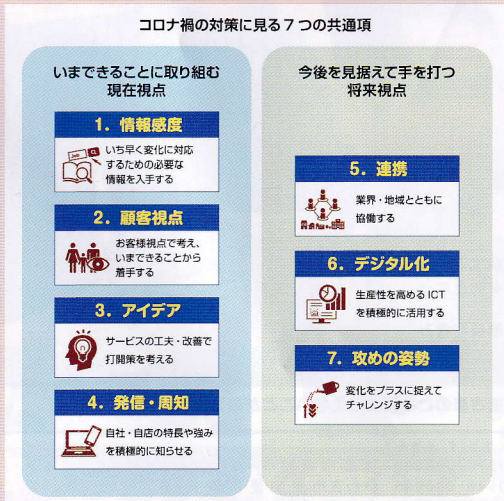 コロナ禍の対策に見る7つの共通項
いまできることに取り組む
現在視点
1. 情報感度
Job
いち早く変化に対応
するための必要な
情報を入手する
2. 顧客視点
お客様視点で考え、
いまできることから
着手する
3. アイデア
サービスの工夫・改善で
打開策を考える
4. 発信・周知
自社・自店の特長や強み
を積極的に知らせる
今後を見据えて手を打つ
将来視点
5. 連携
業界・地域とともに
協働する
6. デジタル化
生産性を高める ICT
を積極的に活用する
7. 攻めの姿勢
変化をプラスに捉えて
チャレンジする